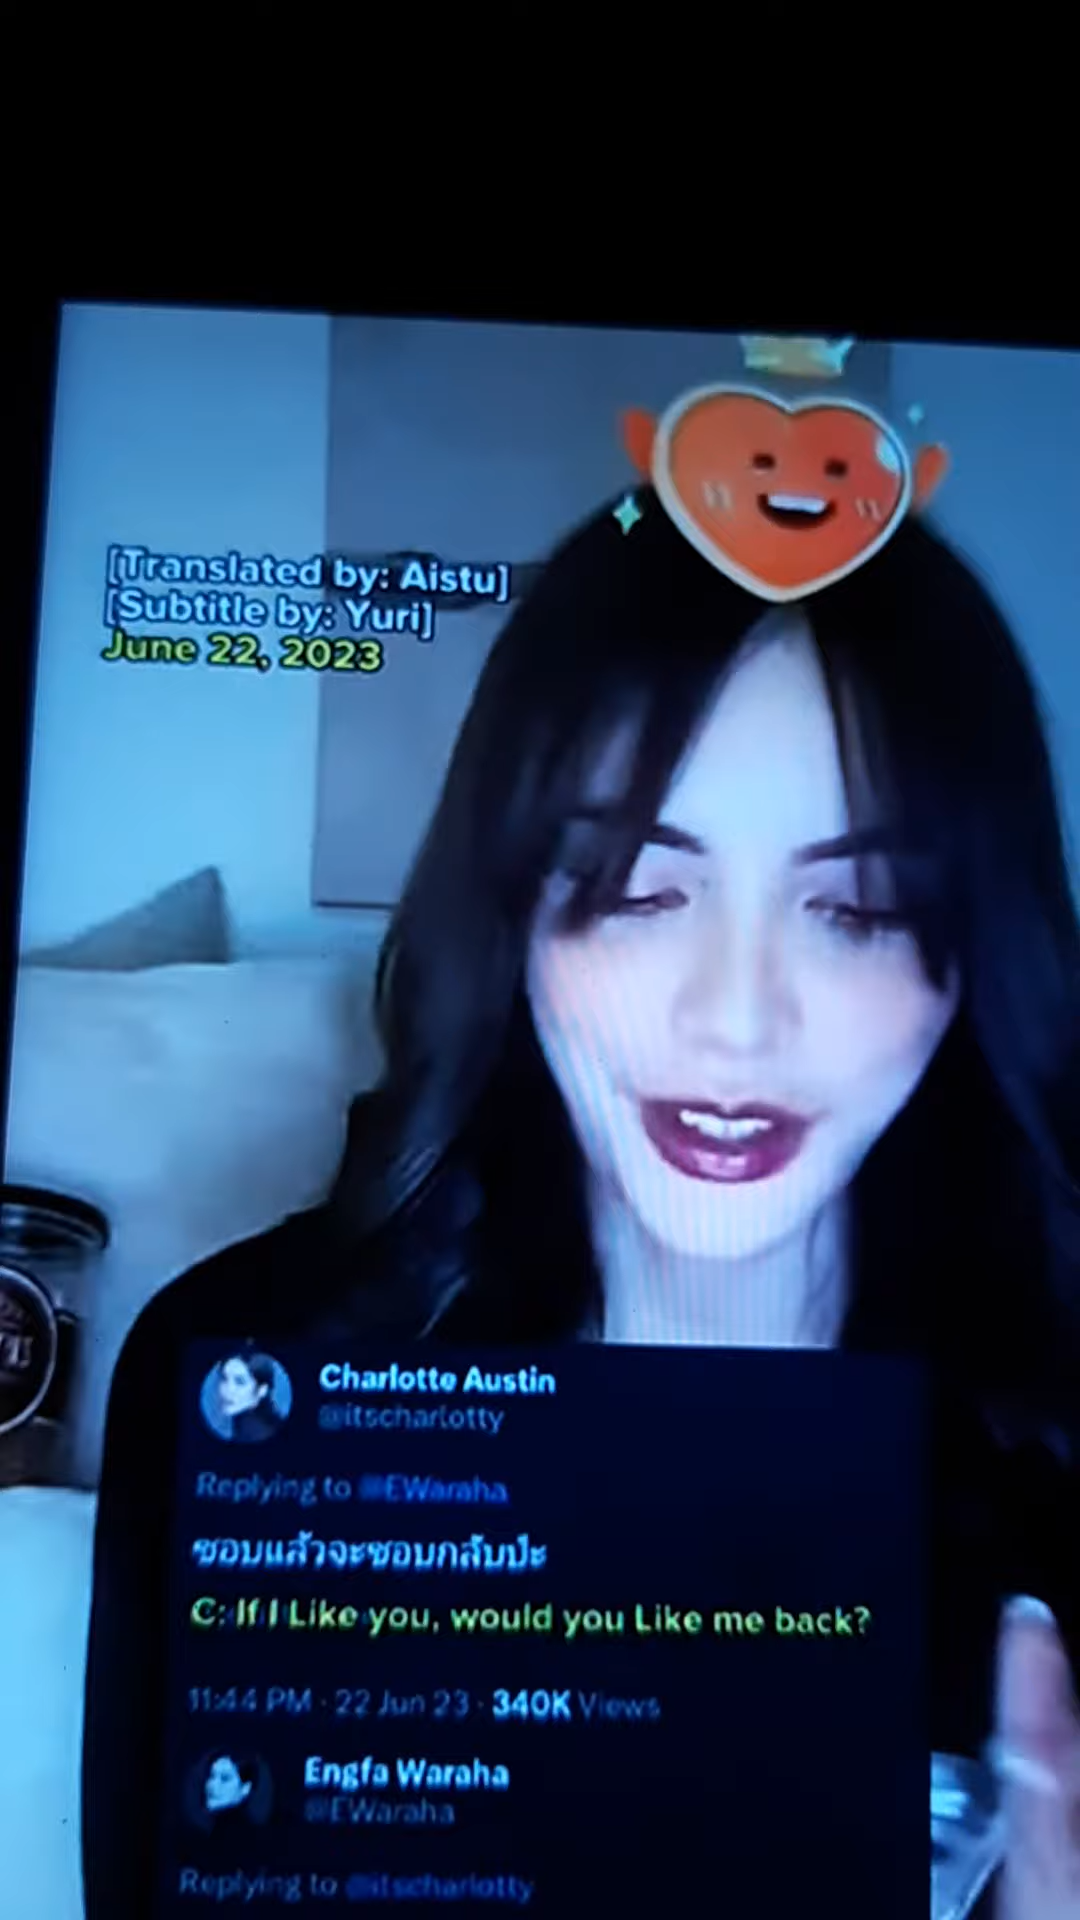 [Translated by: Aistu]
[Subtitle by: Yuri]
June 22, 2023
Charlotte Austin
@itscharlotty
Replying to @EWaraha
ชอบแล้วจะชอบกลับป่ะ
C: If I Like you, would you Like me back?
11:44 PM · 22 Jun 23 · 340K Views
Engfa Waraha
@EWaraha
Replying to @itscharlotty